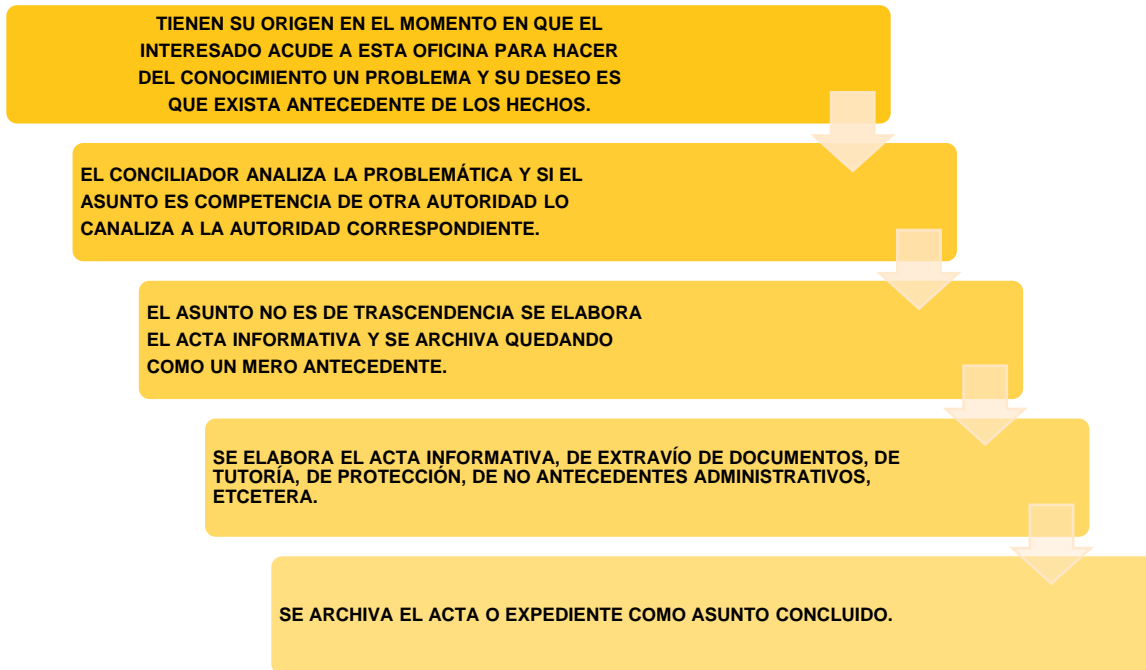 TIENEN SU ORIGEN EN EL MOMENTO EN QUE EL
INTERESADO ACUDE A ESTA OFICINA PARA HACER
DEL CONOCIMIENTO UN PROBLEMA Y SU DESEO ES
QUE EXISTA ANTECEDENTE DE LOS HECHOS.
EL CONCILIADOR ANALIZA LA PROBLEMÁTICA Y SI EL
ASUNTO ES COMPETENCIA DE OTRA AUTORIDAD LO
CANALIZA A LA AUTORIDAD CORRESPONDIENTE.
EL ASUNTO NO ES DE TRASCENDENCIA SE ELABORA
EL ACTA INFORMATIVA Y SE ARCHIVA QUEDANDO
COMO UN MERO ANTECEDENTE.
SE ELABORA EL ACTA INFORMATIVA, DE EXTRAVÍO DE DOCUMENTOS, DE
TUTORÍA, DE PROTECCIÓN, DE NO ANTECEDENTES ADMINISTRATIVOS,
ETCETERA.
SE ARCHIVA EL ACTA O EXPEDIENTE COMO ASUNTO CONCLUIDO.